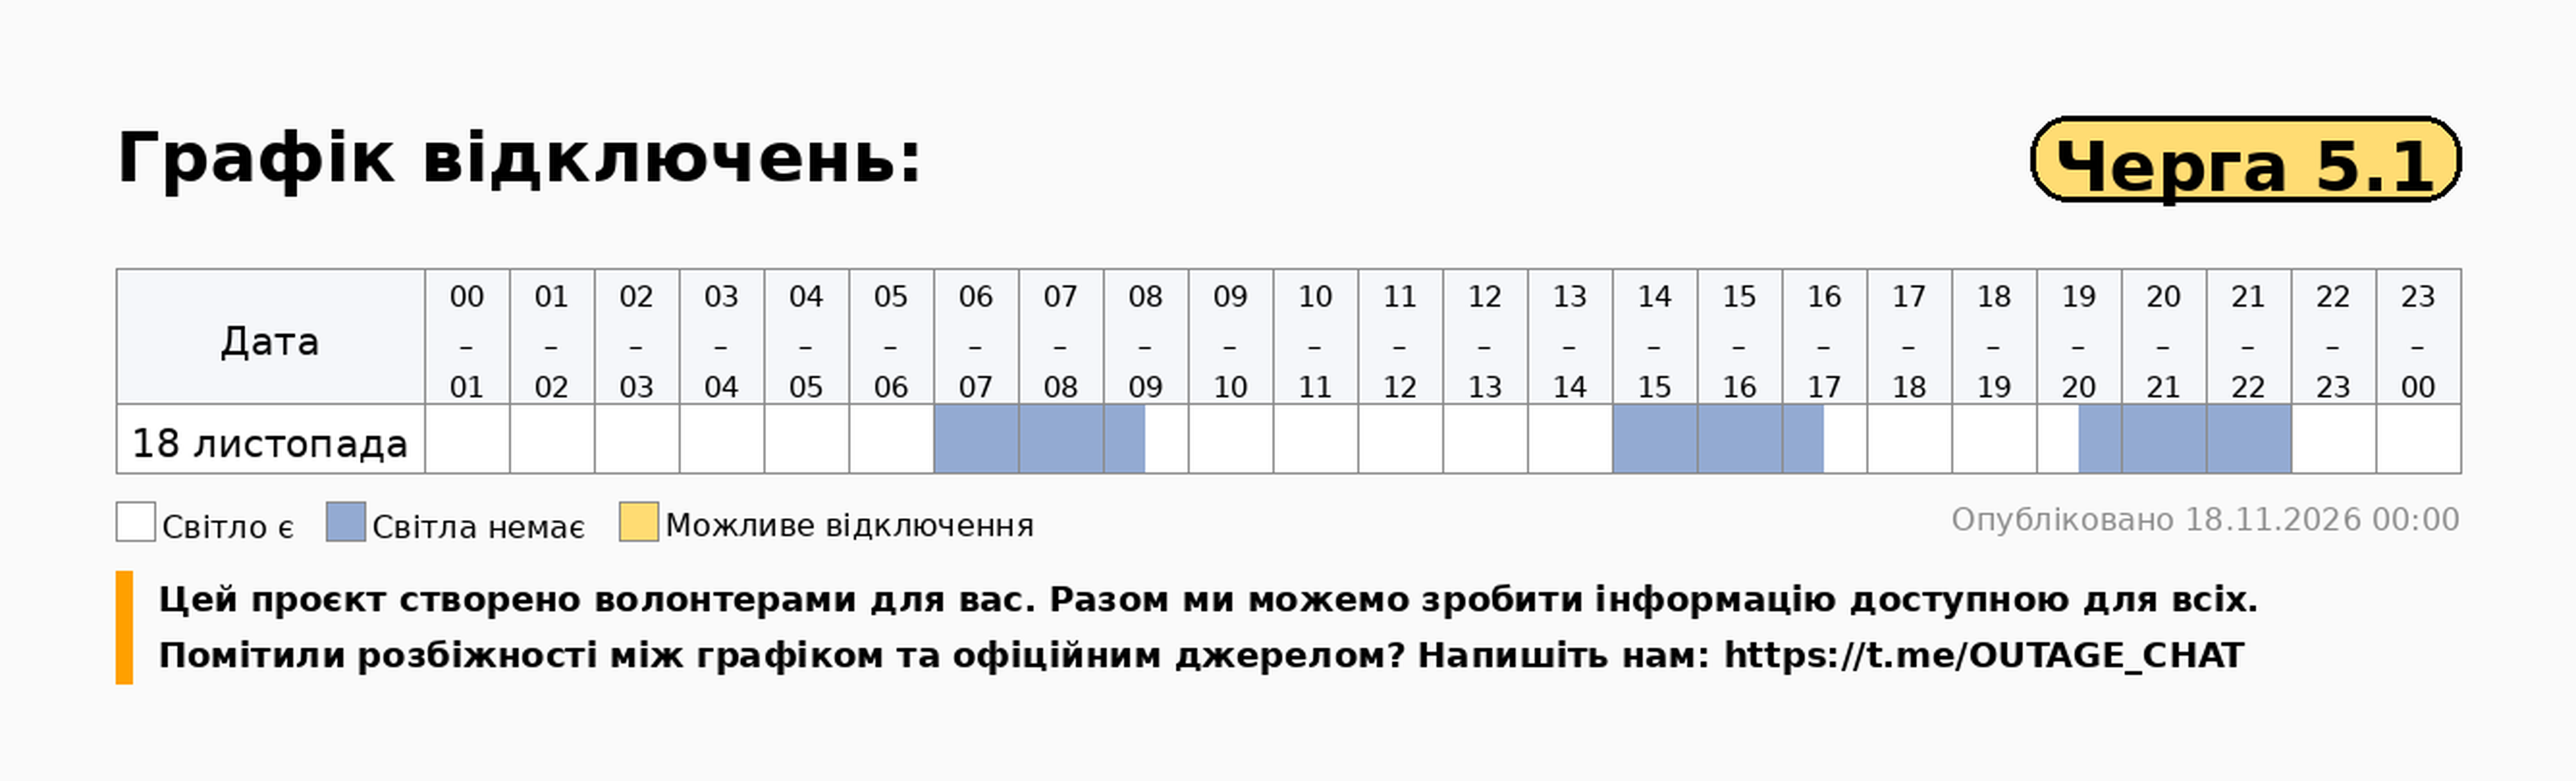 Графік відключень:
Черга 5.1
Дата
00 – 01
01 – 02
02 – 03
03 – 04
04 – 05
05 – 06
06 – 07
07 – 08
08 – 09
09 – 10
10 – 11
11 – 12
12 – 13
13 – 14
14 – 15
15 – 16
16 – 17
17 – 18
18 – 19
19 – 20
20 – 21
21 – 22
22 – 23
23 – 00
18 листопада
Світло є
Світла немає
Можливе відключення
Опубліковано 18.11.2026 00:00
Цей проєкт створено волонтерами для вас. Разом ми можемо зробити інформацію доступною для всіх.
Помітили розбіжності між графіком та офіційним джерелом? Напишіть нам: https://t.me/OUTAGE_CHAT